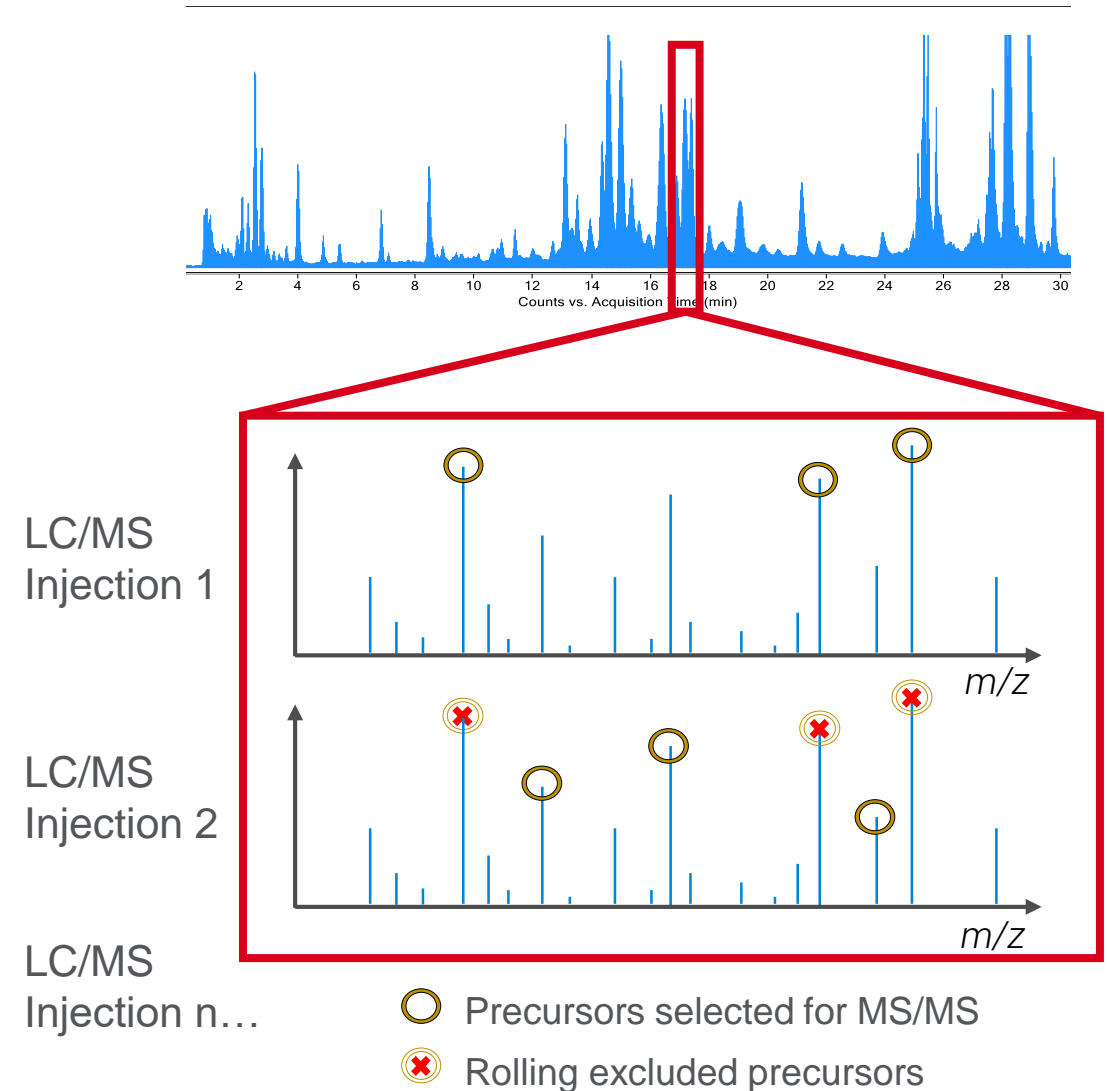 2 4 6 8 10 12 14 16 18 20 22 24 26 28 30
Counts vs. Acquisition Time (min)
LC/MS
Injection 1
m/z
LC/MS
Injection 2
m/z
LC/MS
Injection n…
Precursors selected for MS/MS
Rolling excluded precursors